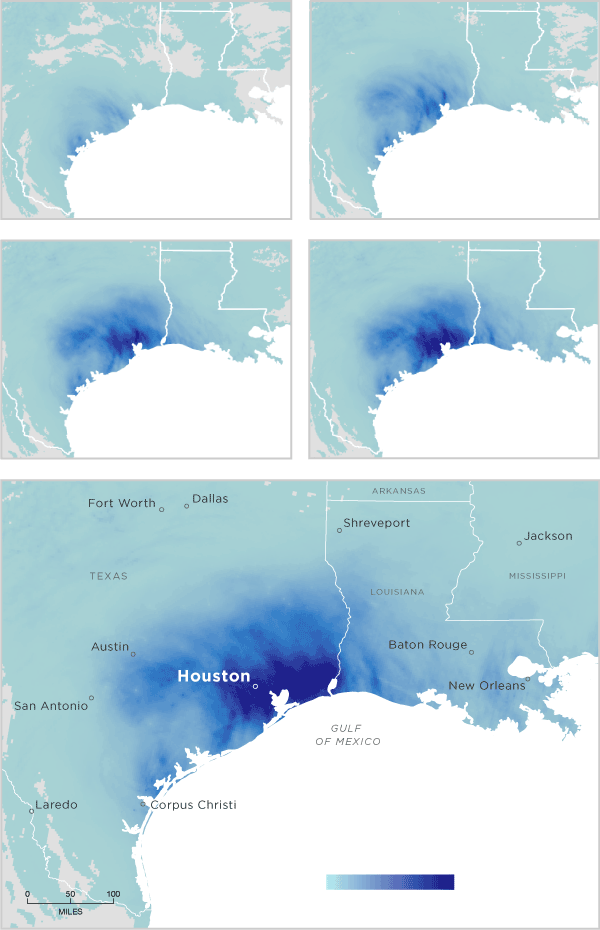 ARKANSAS
Fort Worth
Dallas
Shreveport
Jackson
TEXAS
MISSISSIPPI
LOUISIANA
Austin
Baton Rouge
Houston
New Orleans
San Antonio
GULF
OF MEXICO
Laredo
Corpus Christi
0 50 100
MILES